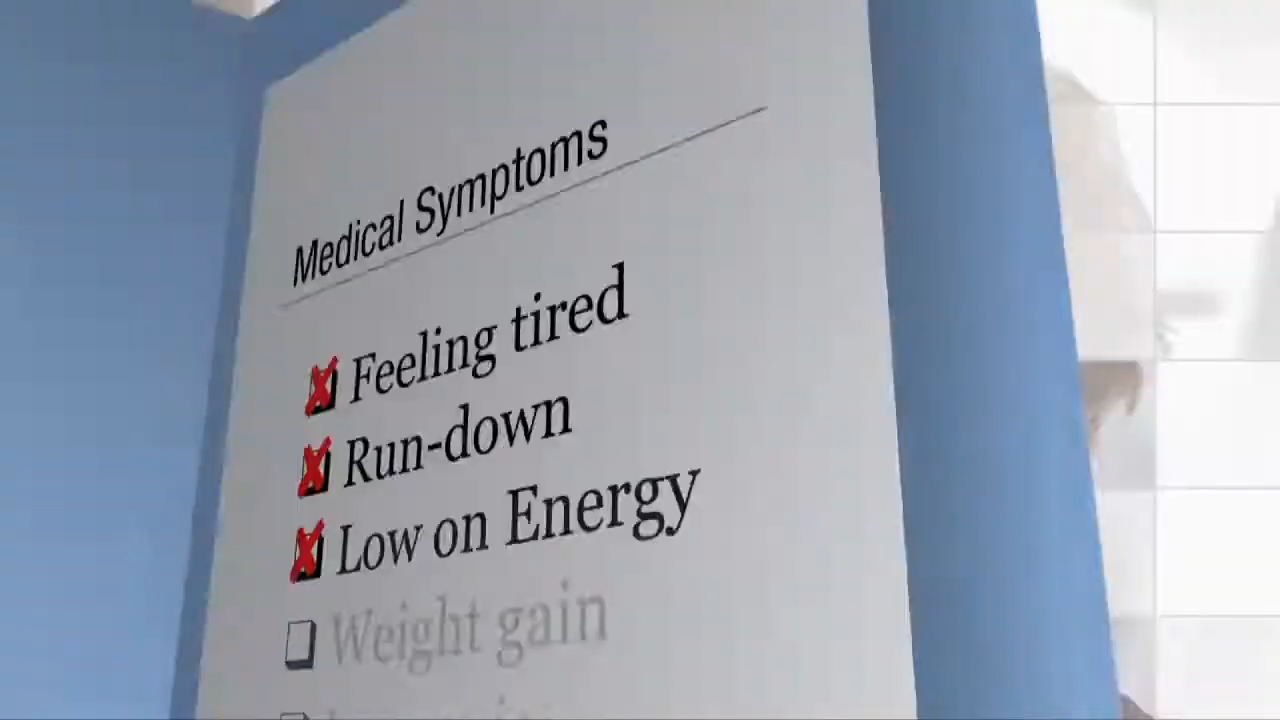 Medical Symptoms
Feeling tired
Run-down
Low on Energy
Weight gain